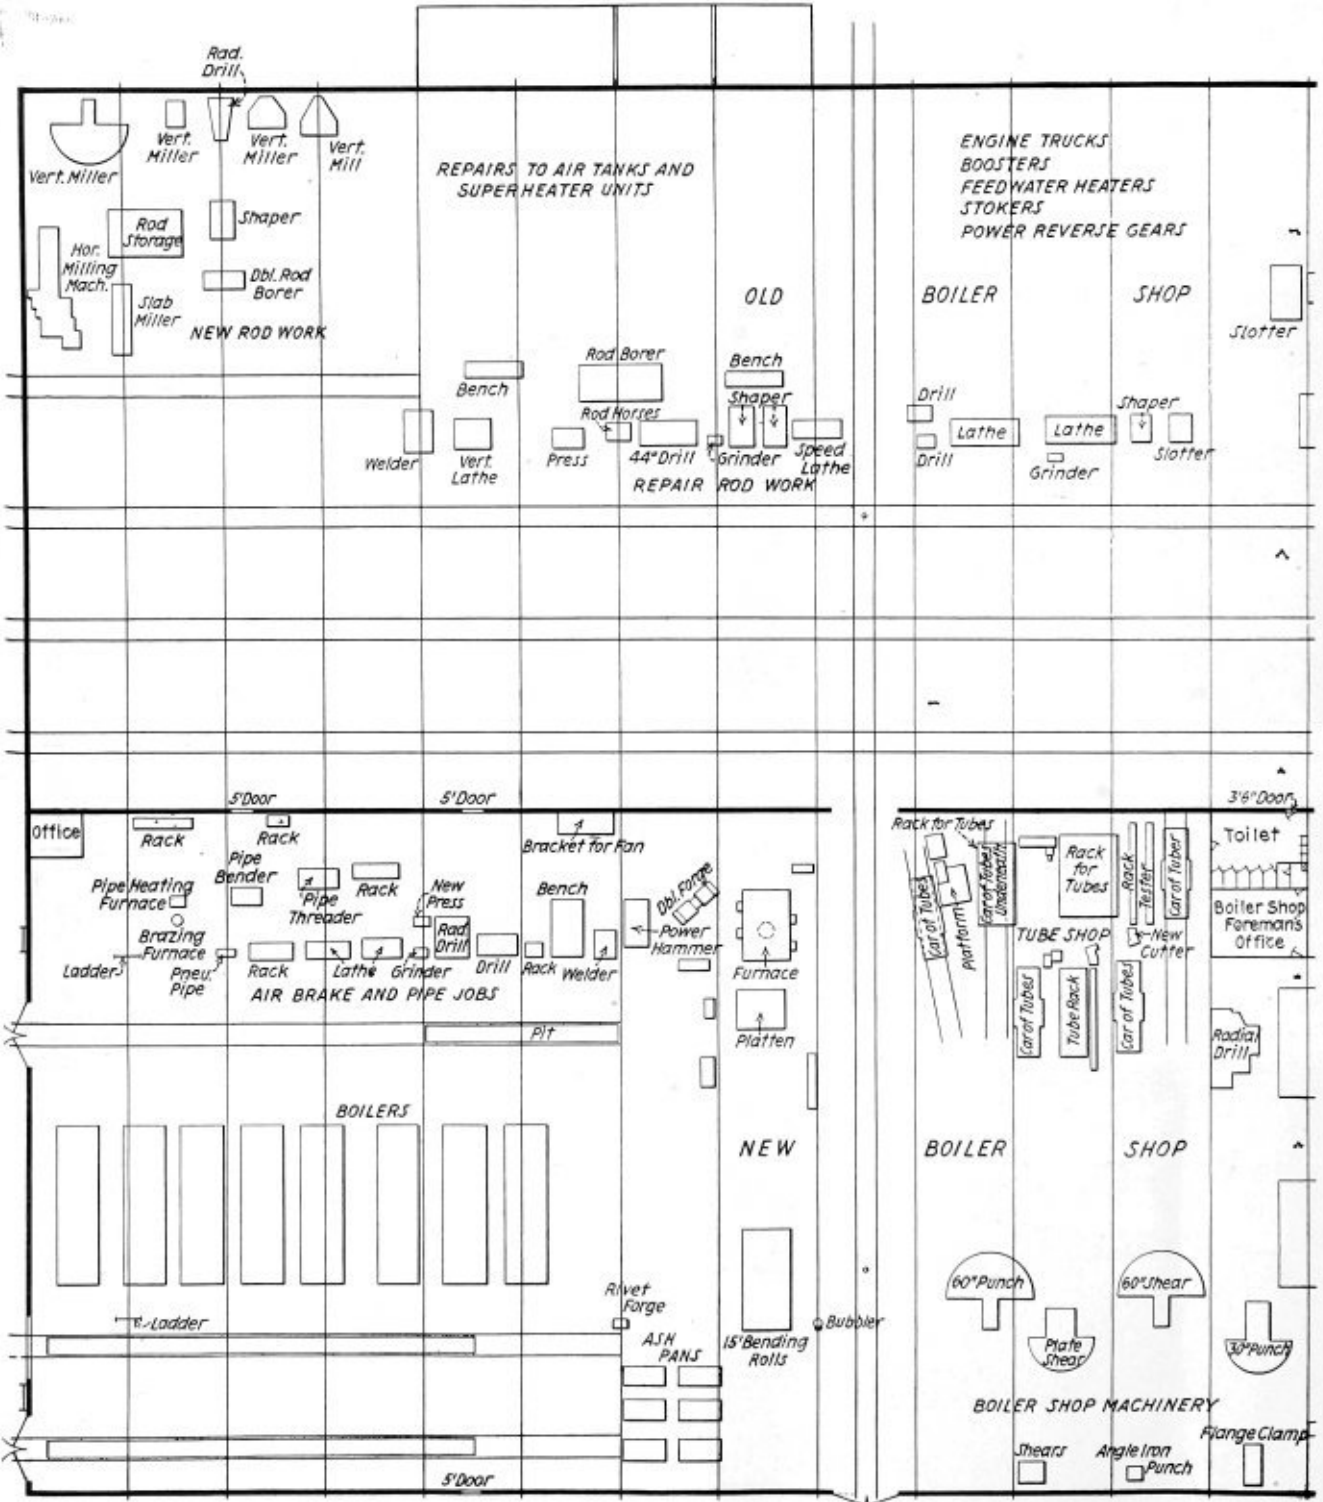 Rad.
Drill
Vert.
Miller
Vert.
Miller
Vert.
Mill
Vert. Miller
REPAIRS TO AIR TANKS AND
SUPERHEATER UNITS
ENGINE TRUCKS
BOOSTERS
FEEDWATER HEATERS
STOKERS
POWER REVERSE GEARS
Rod
Storage
Shaper
Hor.
Milling
Mach.
Dbl. Rod
Borer
Slab
Miller
NEW ROD WORK
OLD BOILER SHOP
Slotter
Bench
Rod Borer
Bench
Shaper
Rod Horses
Welder
Vert.
Lathe
Press
44" Drill
Grinder
Speed
Lathe
REPAIR ROD WORK
Drill
Drill
Lathe
Lathe
Grinder
Shaper
Slotter
5' Door
5' Door
3'6" Door
Office
Rack
Rack
Bracket for Fan
Rack for Tubes
Toilet
Pipe
Bender
Pipe Heating
Furnace
Pipe
Threader
Rack
New
Press
Bench
Dbl. Forge
Car of Tubes
Platform
Car of Tubes
Underneath
Rack
for
Tubes
Rack
Tester
Car of Tuber
Boiler Shop
Foreman's
Office
Brazing
Furnace
Rad.
Drill
Power
Hammer
TUBE SHOP
New
Cutter
Ladder
Pneu.
Pipe
Rack
Lathe
Grinder
Drill
Rack
Welder
Furnace
AIR BRAKE AND PIPE JOBS
Pit
Platten
Car of Tubes
Tube Rack
Car of Tubes
Radial
Drill
BOILERS
NEW BOILER SHOP
60" Punch
60" Shear
Rivet
Forge
Ladder
ASH
PANS
15' Bending
Rolls
Bubbler
Plate
Shear
30" Punch
BOILER SHOP MACHINERY
Shears
Angle Iron
Punch
Flange Clamp
5' Door